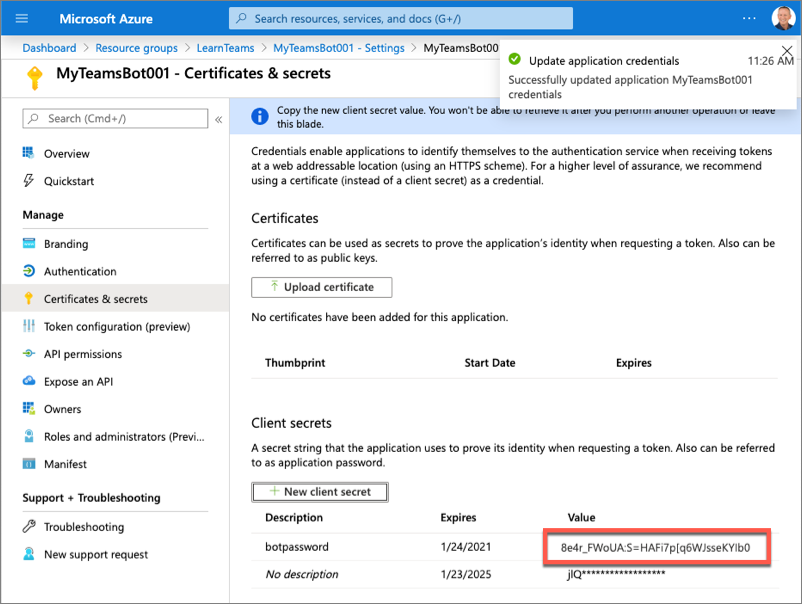 Microsoft Azure
Search resources, services, and docs (G+/)
Dashboard > Resource groups > LearnTeams > MyTeamsBot001 - Settings > MyTeamsBot00
Update application credentials
11:26 AM
Successfully updated application MyTeamsBot001
credentials
MyTeamsBot001 - Certificates & secrets
Search (Cmd+/)
Overview
Quickstart
Manage
Branding
Authentication
Certificates & secrets
Token configuration (preview)
API permissions
Expose an API
Owners
Roles and administrators (Previ...
Manifest
Support + Troubleshooting
Troubleshooting
New support request
Copy the new client secret value. You won't be able to retrieve it after you perform another operation or leave
this blade.
Credentials enable applications to identify themselves to the authentication service when receiving tokens
at a web addressable location (using an HTTPS scheme). For a higher level of assurance, we recommend
using a certificate (instead of a client secret) as a credential.
Certificates
Certificates can be used as secrets to prove the application's identity when requesting a token. Also can be
referred to as public keys.
Upload certificate
No certificates have been added for this application.
Thumbprint Start Date Expires
Client secrets
A secret string that the application uses to prove its identity when requesting a token. Also can be referred
to as application password.
New client secret
Description Expires Value
botpassword 1/24/2021 8e4r_FWoUA:S=HAFi7p[q6WJsseKYlb0
No description 1/23/2025 jlQ******************